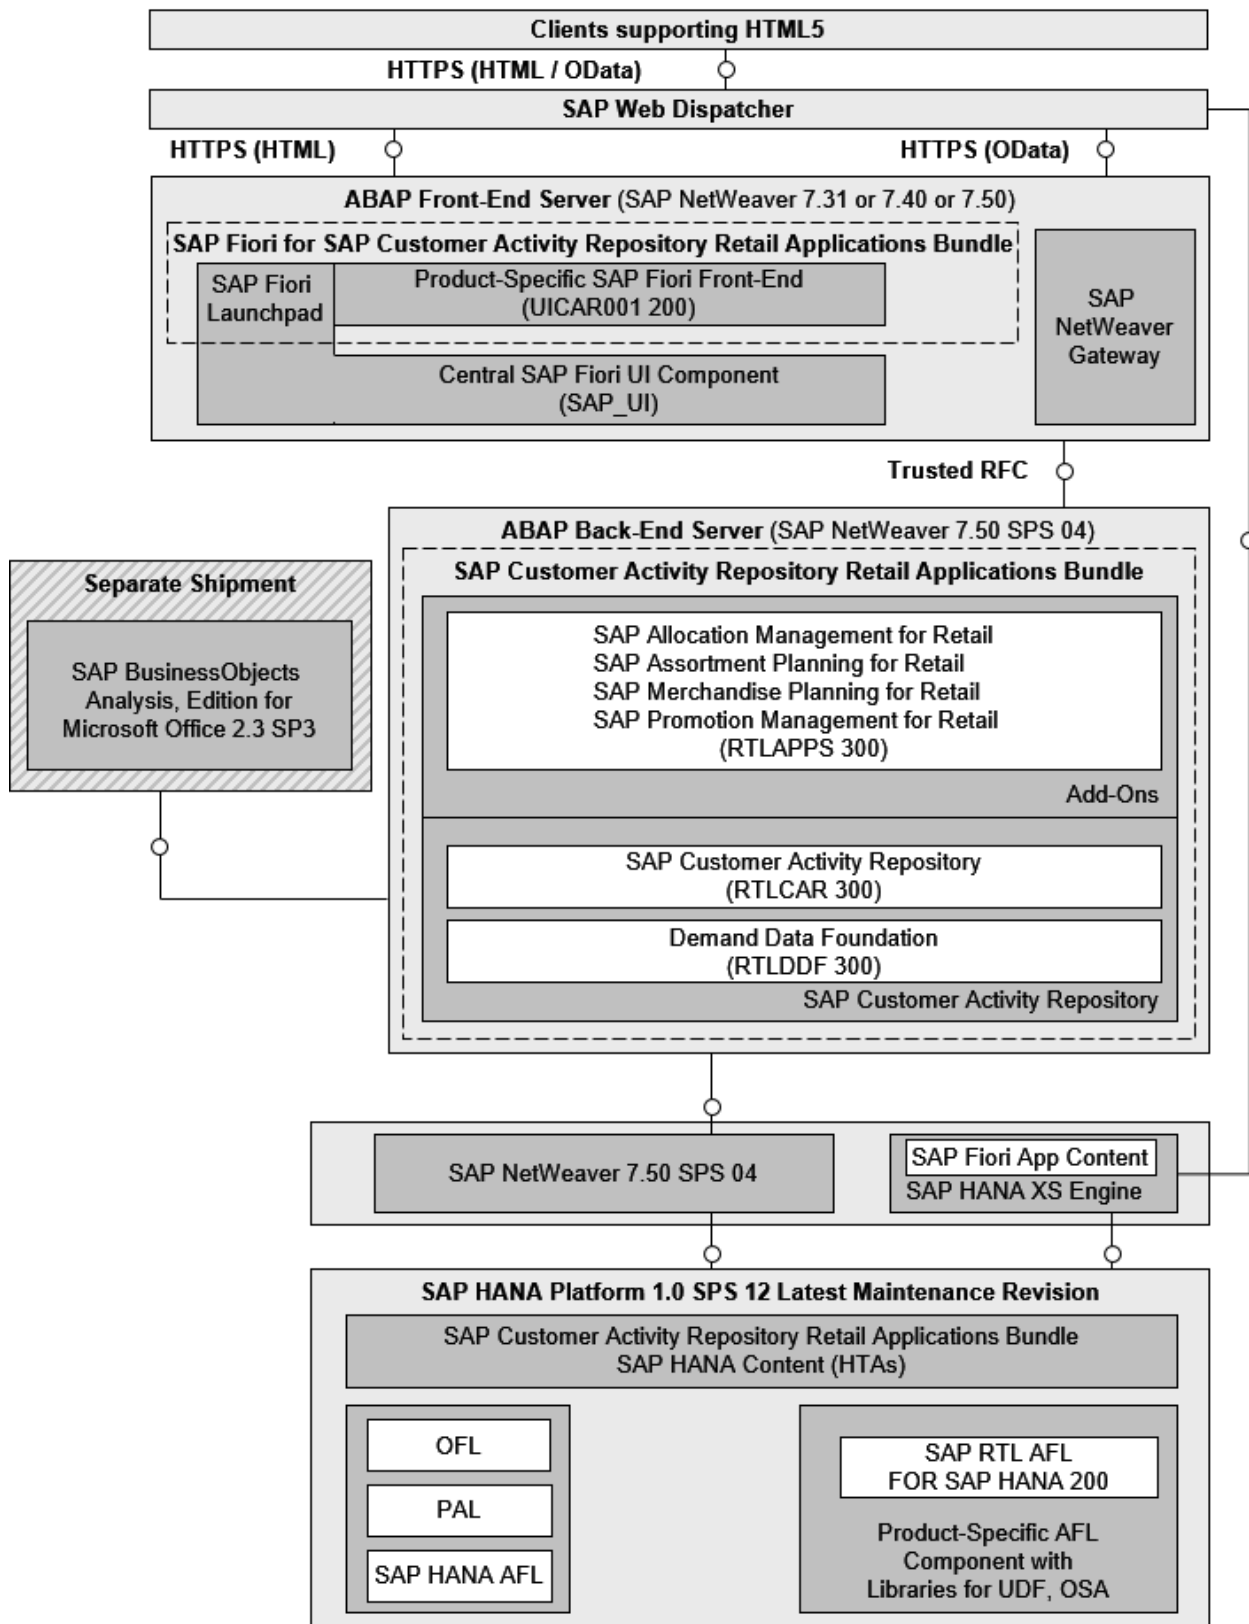 Clients supporting HTML5
HTTPS (HTML / OData)
SAP Web Dispatcher
HTTPS (HTML)
HTTPS (OData)
ABAP Front-End Server (SAP NetWeaver 7.31 or 7.40 or 7.50)
SAP Fiori for SAP Customer Activity Repository Retail Applications Bundle
SAP Fiori
Launchpad
Product-Specific SAP Fiori Front-End
(UICAR001 200)
Central SAP Fiori UI Component
(SAP_UI)
SAP
NetWeaver
Gateway
Trusted RFC
ABAP Back-End Server (SAP NetWeaver 7.50 SPS 04)
SAP Customer Activity Repository Retail Applications Bundle
Separate Shipment
SAP BusinessObjects
Analysis, Edition for
Microsoft Office 2.3 SP3
SAP Allocation Management for Retail
SAP Assortment Planning for Retail
SAP Merchandise Planning for Retail
SAP Promotion Management for Retail
(RTLAPPS 300)
Add-Ons
SAP Customer Activity Repository
(RTLCAR 300)
Demand Data Foundation
(RTLDDF 300)
SAP Customer Activity Repository
SAP NetWeaver 7.50 SPS 04
SAP Fiori App Content
SAP HANA XS Engine
SAP HANA Platform 1.0 SPS 12 Latest Maintenance Revision
SAP Customer Activity Repository Retail Applications Bundle
SAP HANA Content (HTAs)
OFL
PAL
SAP HANA AFL
SAP RTL AFL
FOR SAP HANA 200
Product-Specific AFL
Component with
Libraries for UDF, OSA